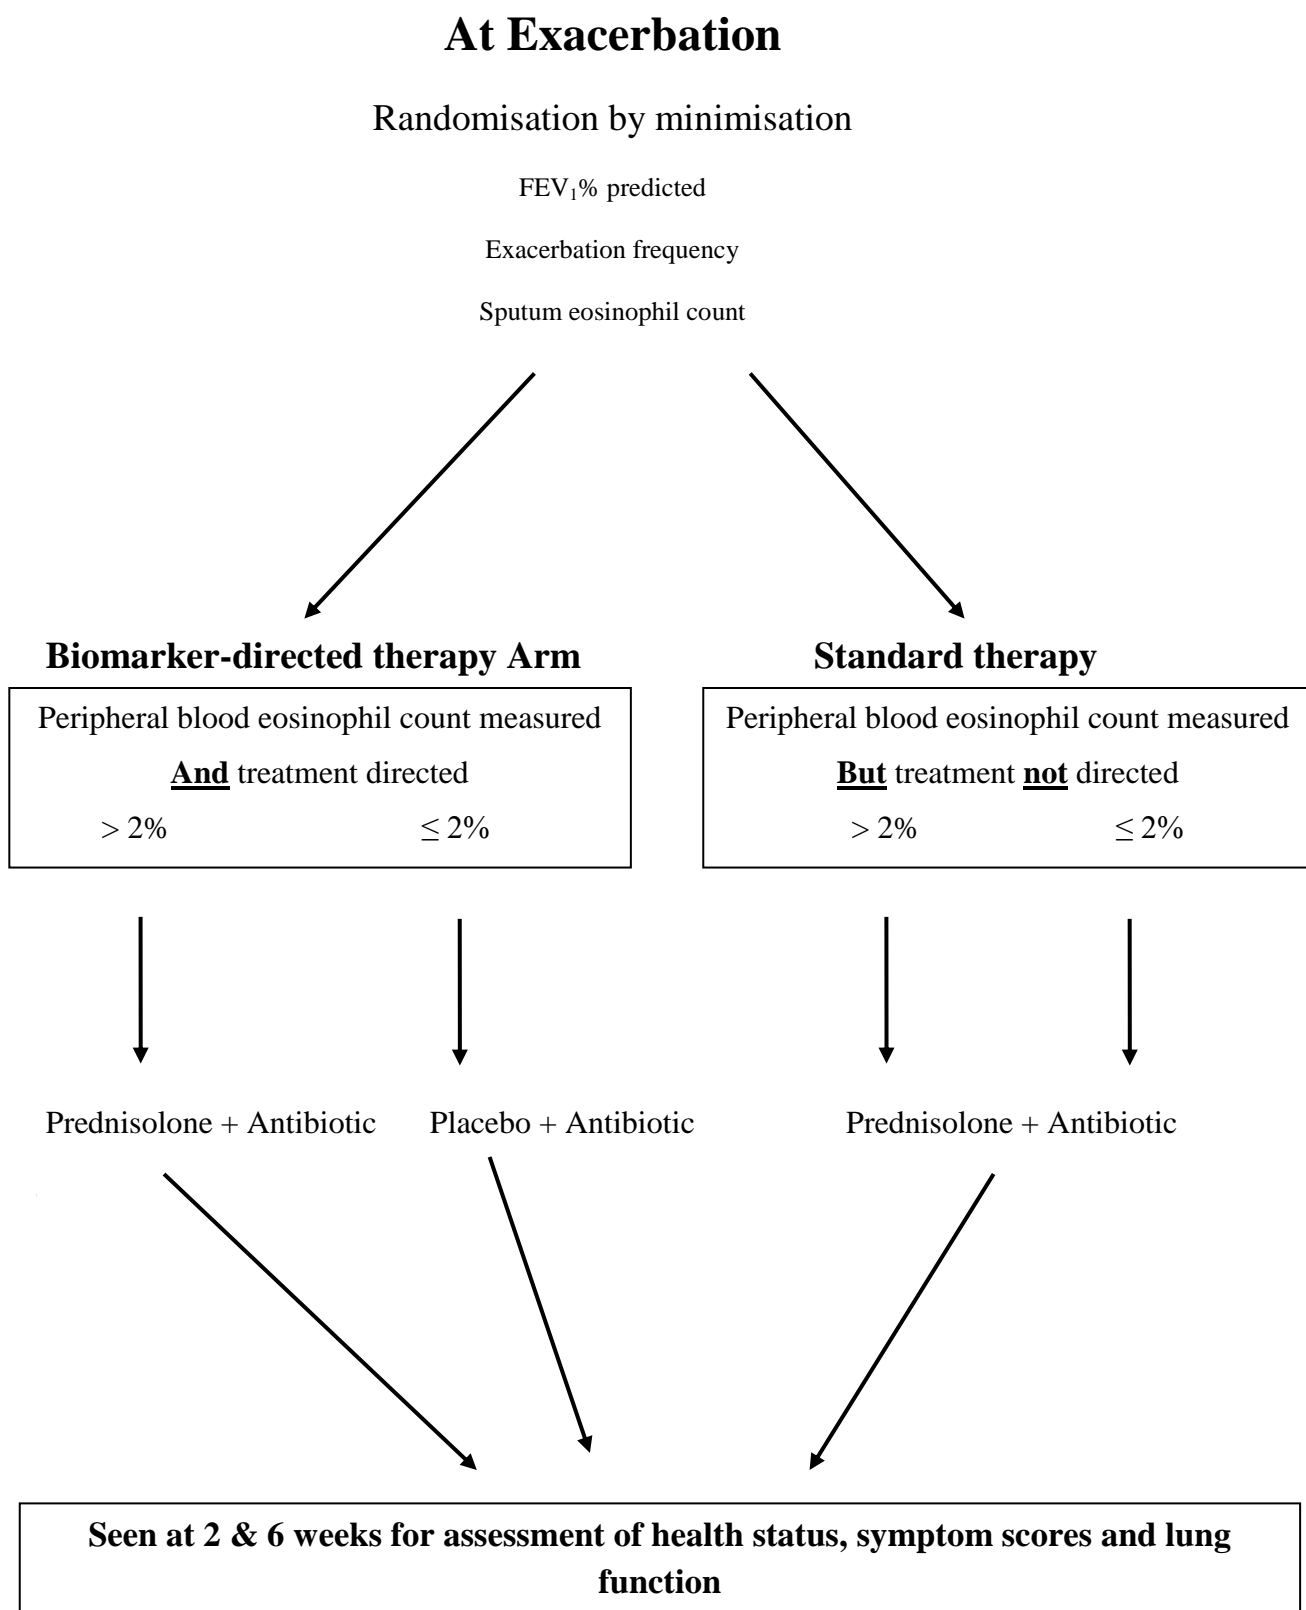 At Exacerbation
Randomisation by minimisation
FEV₁% predicted
Exacerbation frequency
Sputum eosinophil count
Biomarker-directed therapy Arm
Peripheral blood eosinophil count measured
And treatment directed
> 2% ≤ 2%
Standard therapy
Peripheral blood eosinophil count measured
But treatment not directed
> 2% ≤ 2%
Prednisolone + Antibiotic
Placebo + Antibiotic
Prednisolone + Antibiotic
Seen at 2 & 6 weeks for assessment of health status, symptom scores and lung
function